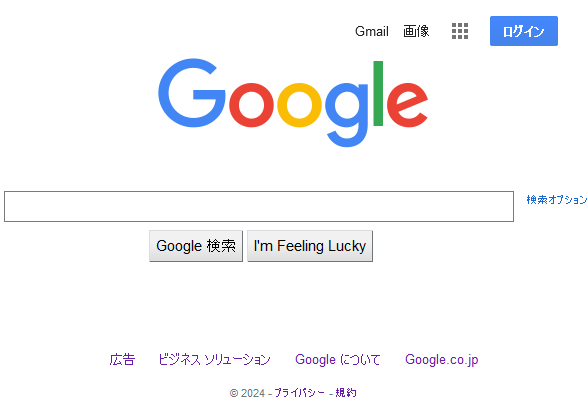 Gmail 画像 ログイン
Google
検索オプション
Google 検索 I'm Feeling Lucky
広告 ビジネス ソリューション Google について Google.co.jp
© 2024 - プライバシー - 規約